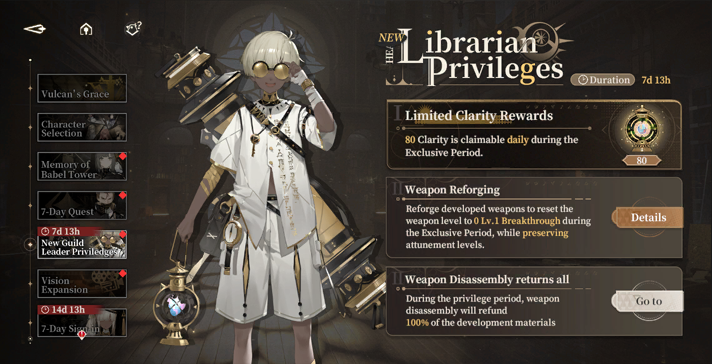 Vulcan's Grace
Character
Selection
Memory of
Babel Tower
7-Day Quest
7d 13h
New Guild
Leader Priviledges
Vision
Expansion
14d 13h
7-Day Signin
NEW
Librarian
Privileges
Duration 7d 13h
Limited Clarity Rewards
80 Clarity is claimable daily during the
Exclusive Period.
80
Weapon Reforging
Reforge developed weapons to reset the
weapon level to 0 Lv.1 Breakthrough during
the Exclusive Period, while preserving
attunement levels.
Details
Weapon Disassembly returns all
During the privilege period, weapon
disassembly will refund
100% of the development materials
Go to